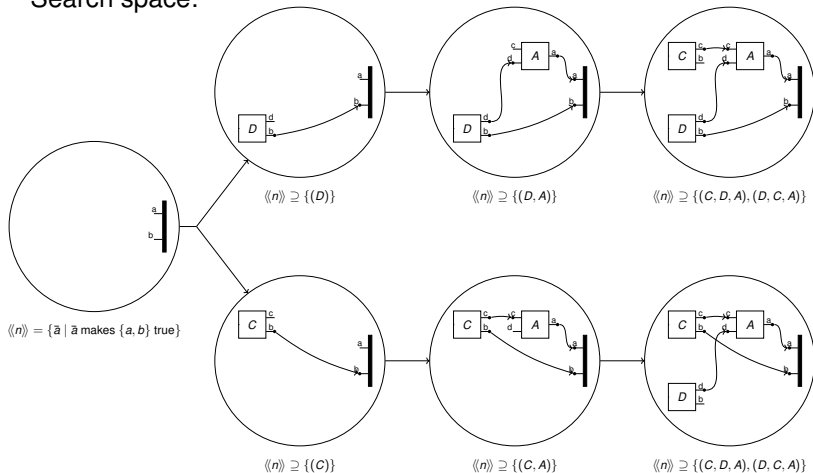 Search space:
a
b
D
d
b
⟪n⟫ ⊇ {(D)}
a
b
c
d
A
a
D
d
b
⟪n⟫ ⊇ {(D, A)}
a
b
C
c
b
c
d
A
a
D
d
b
⟪n⟫ ⊇ {(C, D, A), (D, C, A)}
a
b
⟪n⟫ = {ā | ā makes {a, b} true}
C
c
b
a
b
⟪n⟫ ⊇ {(C)}
C
c
b
c
d
A
a
a
b
⟪n⟫ ⊇ {(C, A)}
C
c
b
c
d
A
a
a
b
D
d
b
⟪n⟫ ⊇ {(C, D, A), (D, C, A)}